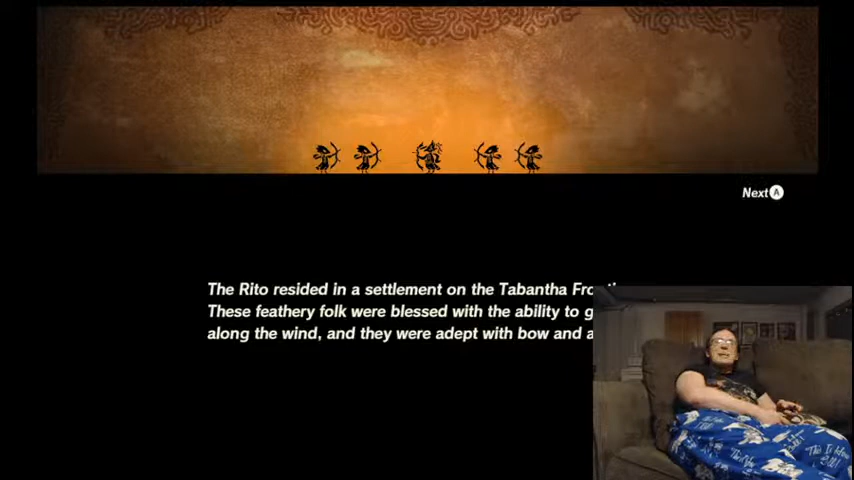 Next A
The Rito resided in a settlement on the Tabantha
These feathery folk were blessed with the ability to
along the wind, and they were adept with bow and